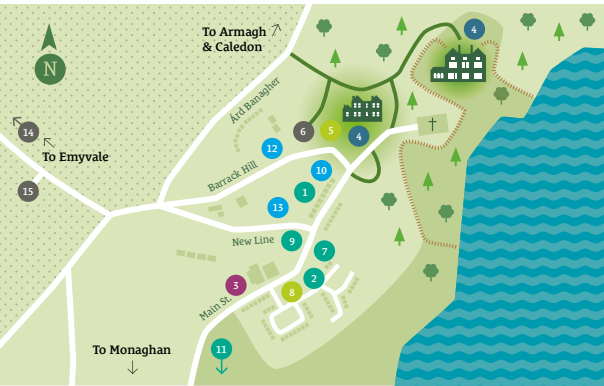 To Armagh
& Caledon
4
N
Ard Banagher
14
To Emyvale
6
5
4
12
15
Barrack Hill
10
1
13
New Line
9
7
2
3
8
Main St.
To Monaghan
11